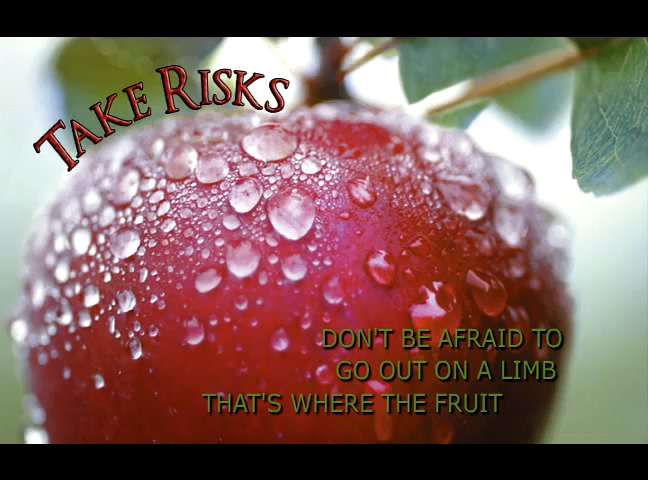 Take Risks
DON'T BE AFRAID TO
GO OUT ON A LIMB
THAT'S WHERE THE FRUIT